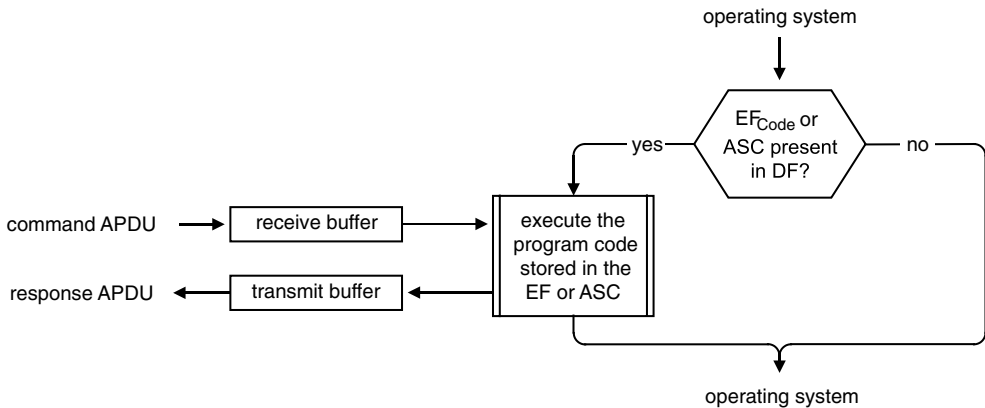 operating system
EFCode or
ASC present
in DF?
yes
no
command APDU
receive buffer
execute the
program code
stored in the
EF or ASC
response APDU
transmit buffer
operating system